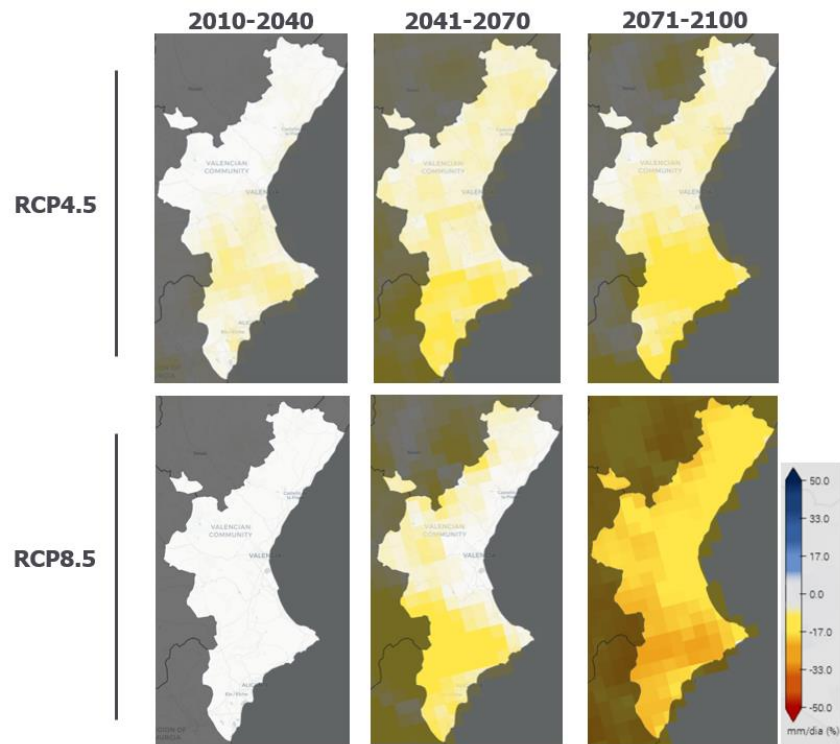 2010-2040
2041-2070
2071-2100
RCP4.5
VALENCIAN
COMMUNITY
VALENCIA
VALENCIAN
COMMUNITY
VALENCIAN
COMMUNITY
RCP8.5
VALENCIAN
COMMUNITY
VALENCIAN
COMMUNITY
50.0
33.0
17.0
0.0
-17.0
-33.0
-50.0
mm/dia (%)